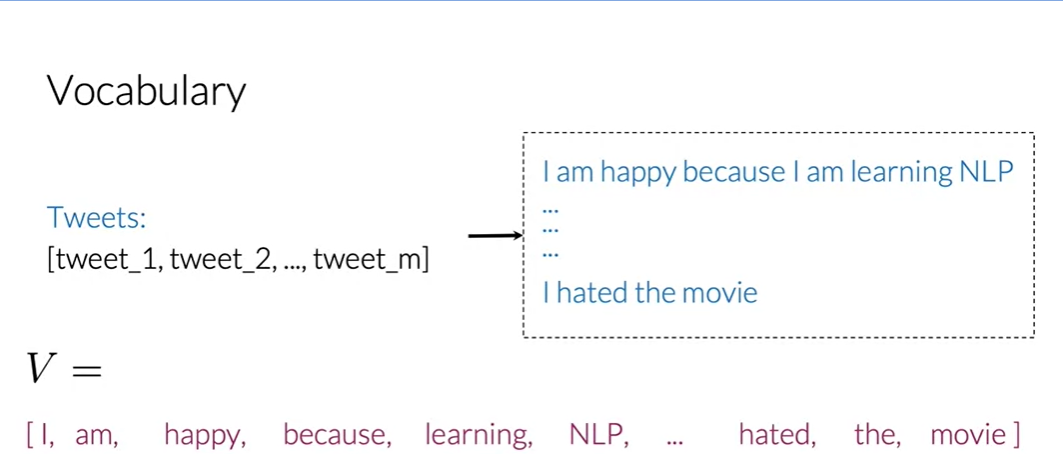 Vocabulary
Tweets:
[tweet_1, tweet_2, ..., tweet_m]
I am happy because I am learning NLP
...
...
...
I hated the movie
V =
[ I, am, happy, because, learning, NLP, ... hated, the, movie ]